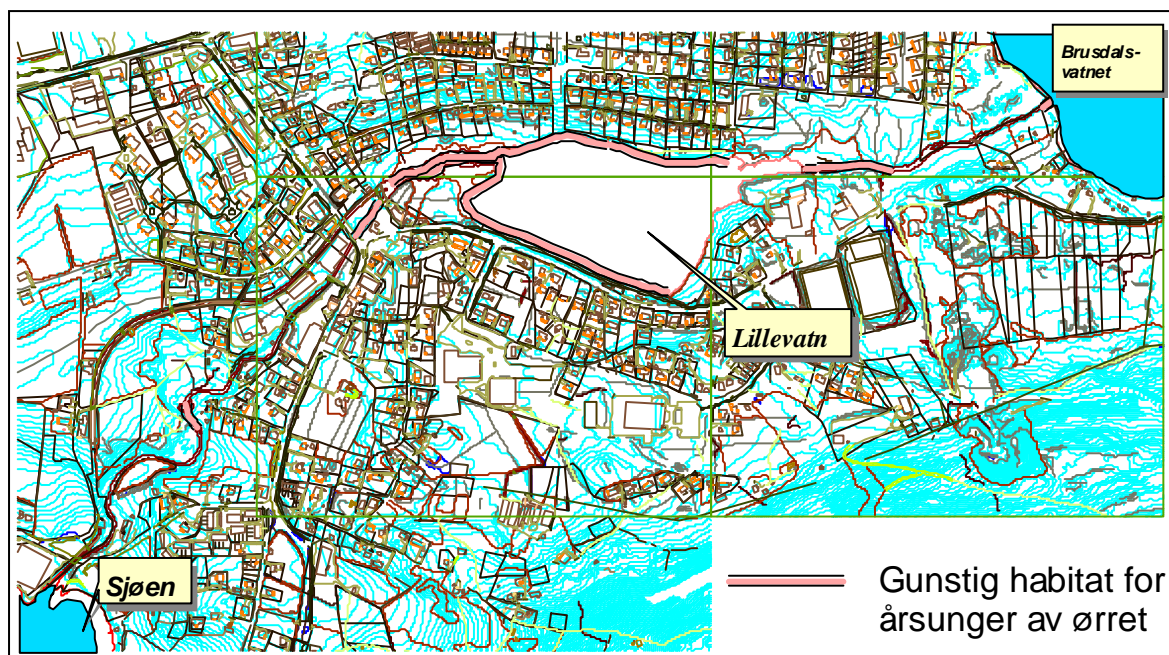 Brusdals-
vatnet
Lillevatn
Sjøen
Gunstig habitat for
årsunger av ørret